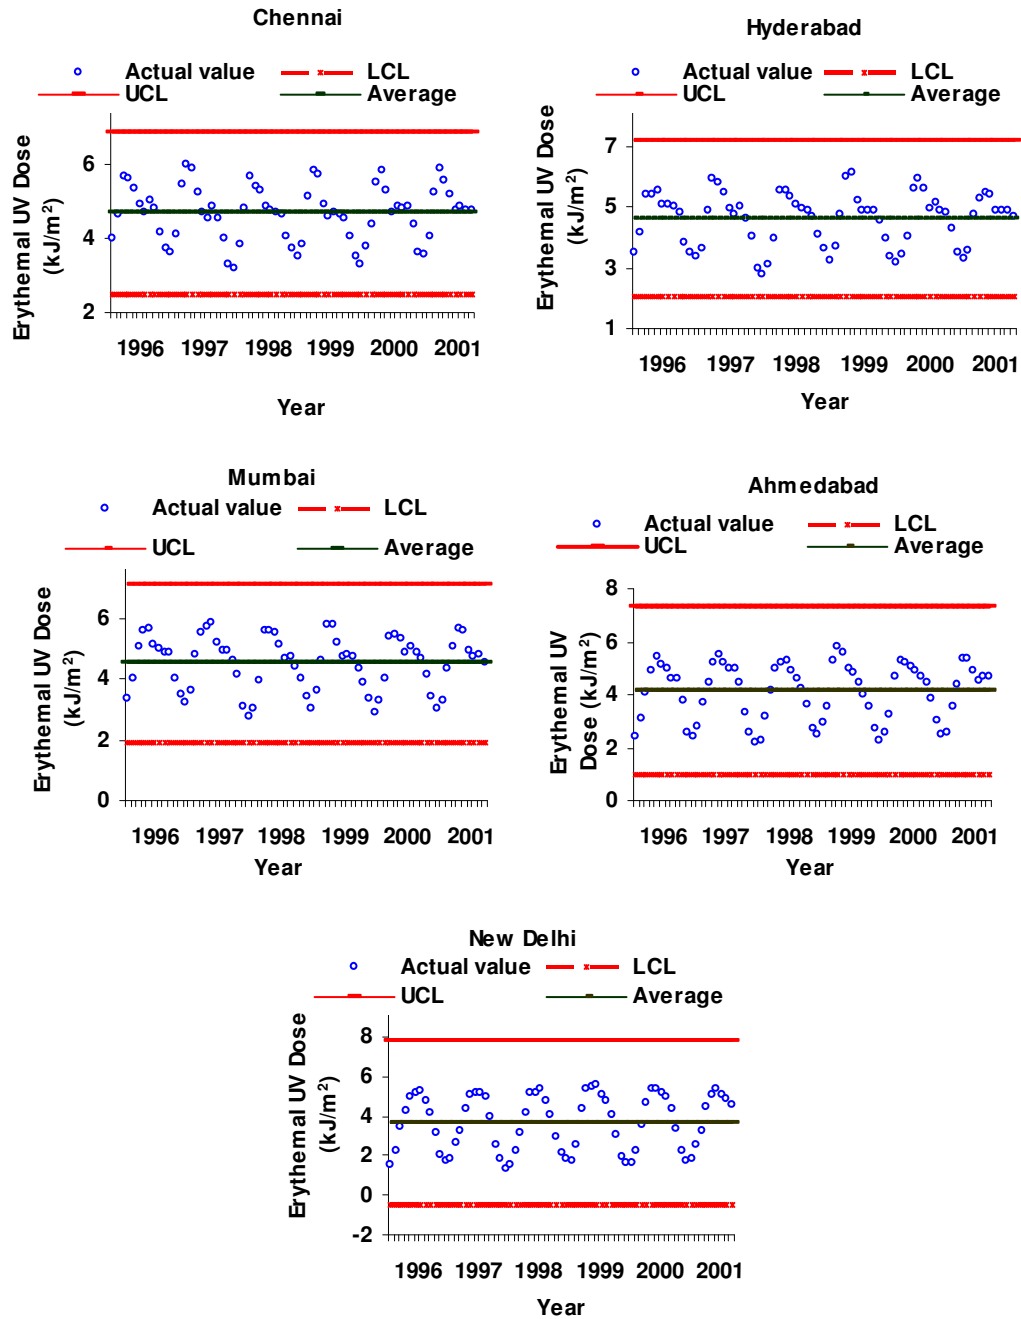 Chennai
Actual value LCL
UCL Average
Erythemal UV Dose
(kJ/m²)
6
4
2
1996 1997 1998 1999 2000 2001
Year
Hyderabad
Actual value LCL
UCL Average
Erythemal UV Dose
(kJ/m²)
7
5
3
1
1996 1997 1998 1999 2000 2001
Year
Mumbai
Actual value LCL
UCL Average
Erythemal UV Dose
(kJ/m²)
6
4
2
0
1996 1997 1998 1999 2000 2001
Year
Ahmedabad
Actual value LCL
UCL Average
Erythemal UV
Dose (kJ/m²)
8
6
4
2
0
1996 1997 1998 1999 2000 2001
Year
New Delhi
Actual value LCL
UCL Average
Erythemal UV Dose
(kJ/m²)
8
6
4
2
0
-2
1996 1997 1998 1999 2000 2001
Year